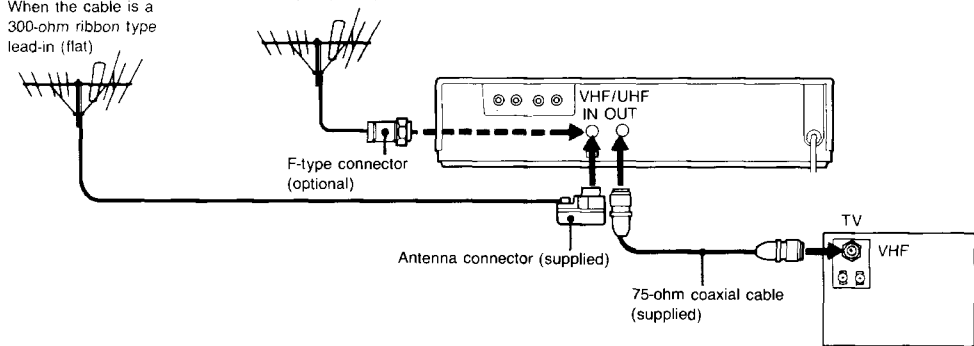 When the cable is a
300-ohm ribbon type
lead-in (flat)
VHF/UHF
IN OUT
F-type connector
(optional)
Antenna connector (supplied)
75-ohm coaxial cable
(supplied)
TV
VHF